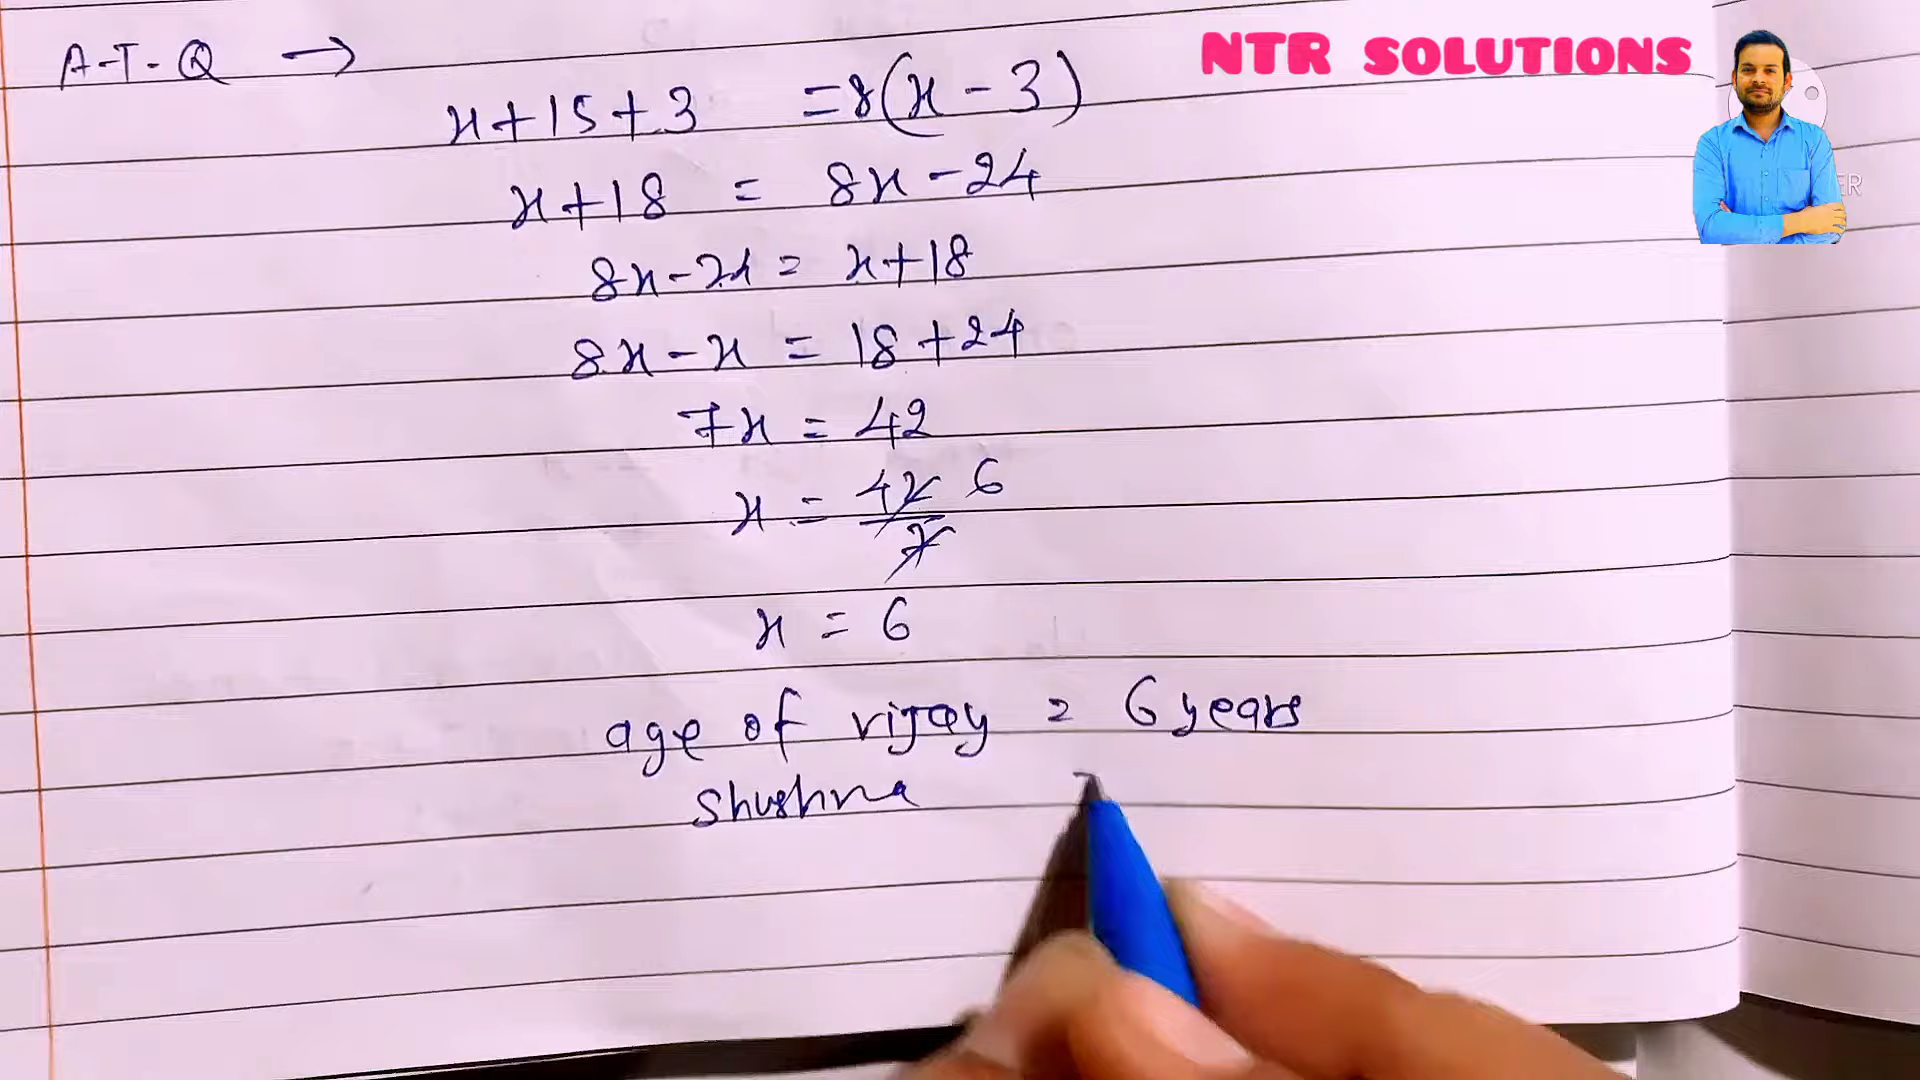 A-T-Q →
x+15+3 =8(x-3)
x+18 = 8x-24
8x-24 = x+18
8x-x = 18+24
7x = 42
x = 42/7 6
x = 6
age of vijay = 6 years
Shushma
NTR SOLUTIONS
ER